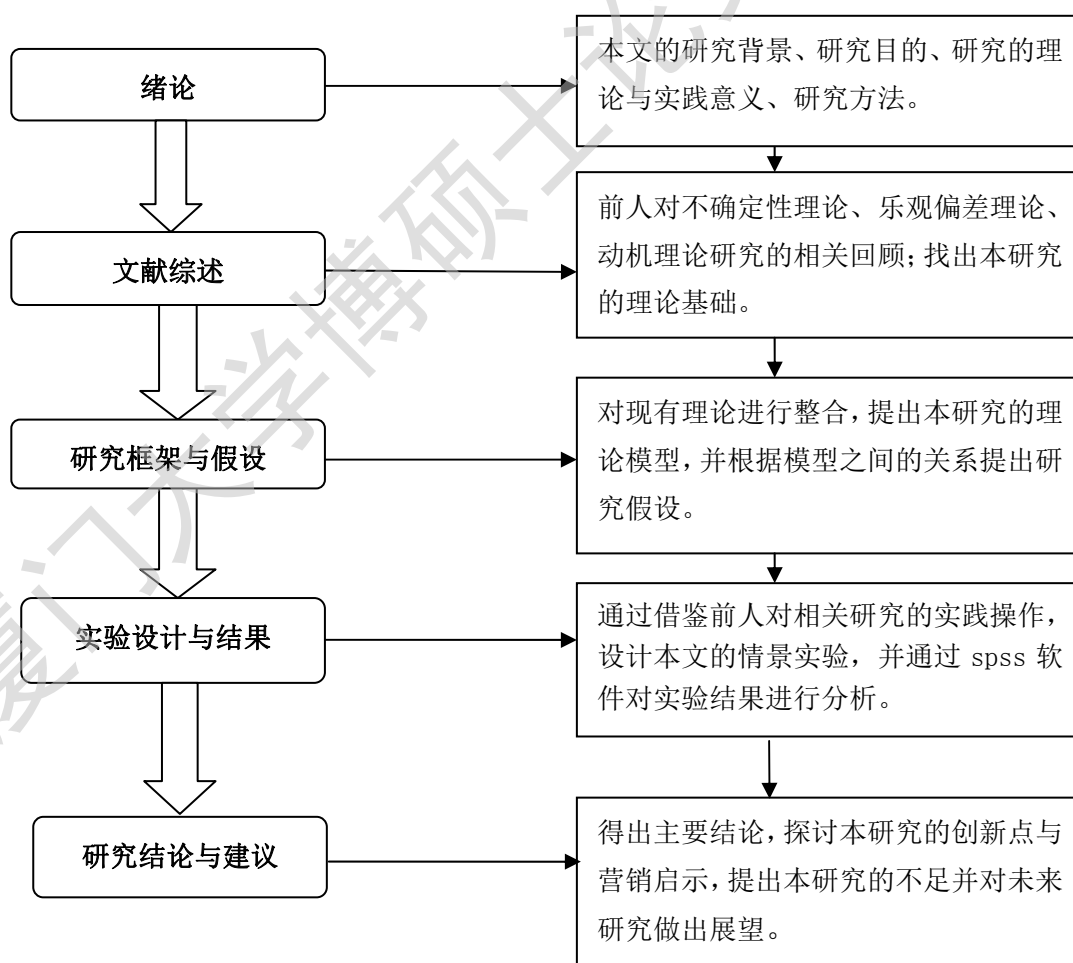 绪论
本文的研究背景、研究目的、研究的理
论与实践意义、研究方法。
文献综述
前人对不确定性理论、乐观偏差理论、
动机理论研究的相关回顾;找出本研究
的理论基础。
研究框架与假设
对现有理论进行整合,提出本研究的理
论模型,并根据模型之间的关系提出研
究假设。
实验设计与结果
通过借鉴前人对相关研究的实践操作,
设计本文的情景实验，并通过 spss 软
件对实验结果进行分析。
研究结论与建议
得出主要结论,探讨本研究的创新点与
营销启示,提出本研究的不足并对未来
研究做出展望。
厦门大学博硕士论